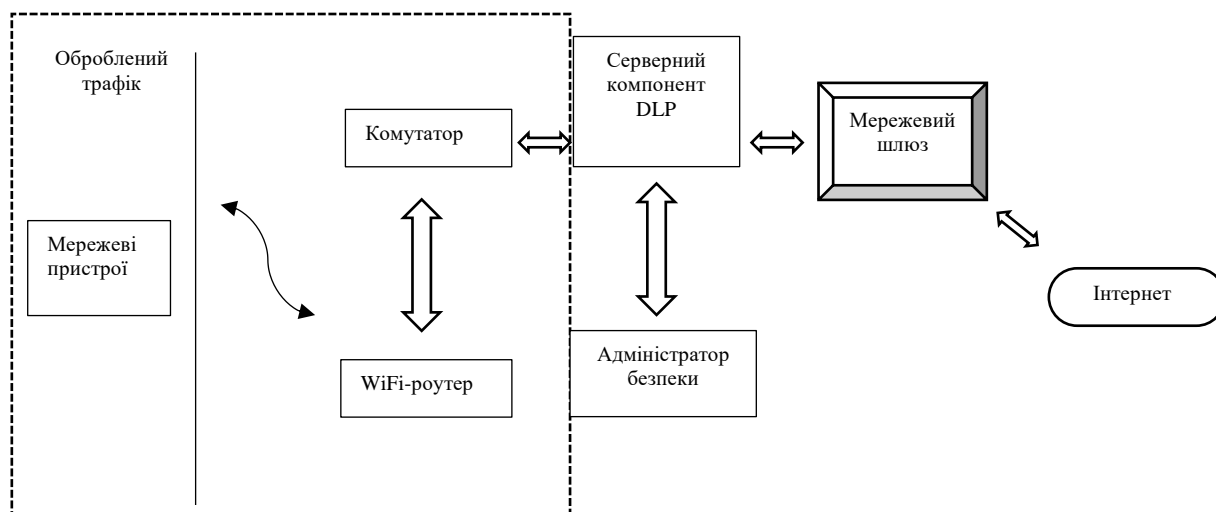 Оброблений
трафік
Серверний
компонент
DLP
Комутатор
Мережевий
шлюз
Мережеві
пристрої
Інтернет
WiFi-роутер
Адміністратор
безпеки